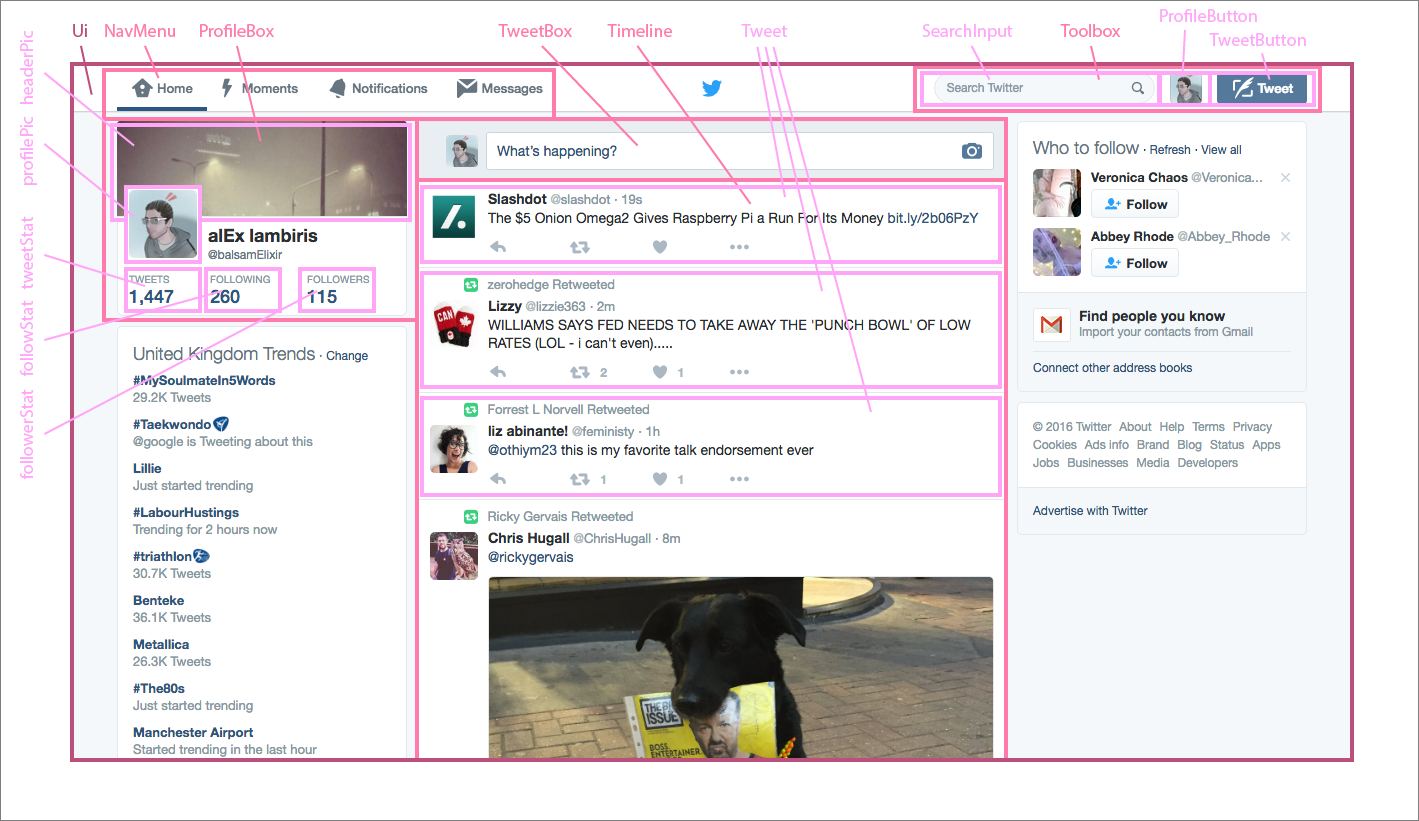 ProfileButton
Ui NavMenu ProfileBox TweetBox Timeline Tweet SearchInput Toolbox
TweetButton
headerPic
profilePic
tweetStat
followStat
followerStat
Home Moments Notifications Messages
Search Twitter
Tweet
What's happening?
alEx lambiris
@balsamElixir
TWEETS FOLLOWING FOLLOWERS
1,447 260 115
United Kingdom Trends · Change
#MySoulmateIn5Words
29.2K Tweets
#Taekwondo
@google is Tweeting about this
Lillie
Just started trending
#LabourHustings
Trending for 2 hours now
#triathlon
30.7K Tweets
Benteke
36.1K Tweets
Metallica
26.3K Tweets
#The80s
Just started trending
Manchester Airport
Started trending in the last hour
Slashdot @slashdot · 19s
The $5 Onion Omega2 Gives Raspberry Pi a Run For Its Money bit.ly/2b06PzY
zerohedge Retweeted
Lizzy @lizzie363 · 2m
CAN
WILLIAMS SAYS FED NEEDS TO TAKE AWAY THE 'PUNCH BOWL' OF LOW
RATES (LOL - i can't even).....
2 1
Forrest L Norvell Retweeted
liz abinante! @feministy · 1h
@othiym23 this is my favorite talk endorsement ever
1 1
Ricky Gervais Retweeted
Chris Hugall @ChrisHugall · 8m
@rickygervais
THE BIG
ISSUE
BOSS.
ENTERTAINER.
Who to follow · Refresh · View all
Veronica Chaos @Veronica...
Follow
Abbey Rhode @Abbey_Rhode
Follow
Find people you know
Import your contacts from Gmail
Connect other address books
© 2016 Twitter About Help Terms Privacy
Cookies Ads info Brand Blog Status Apps
Jobs Businesses Media Developers
Advertise with Twitter